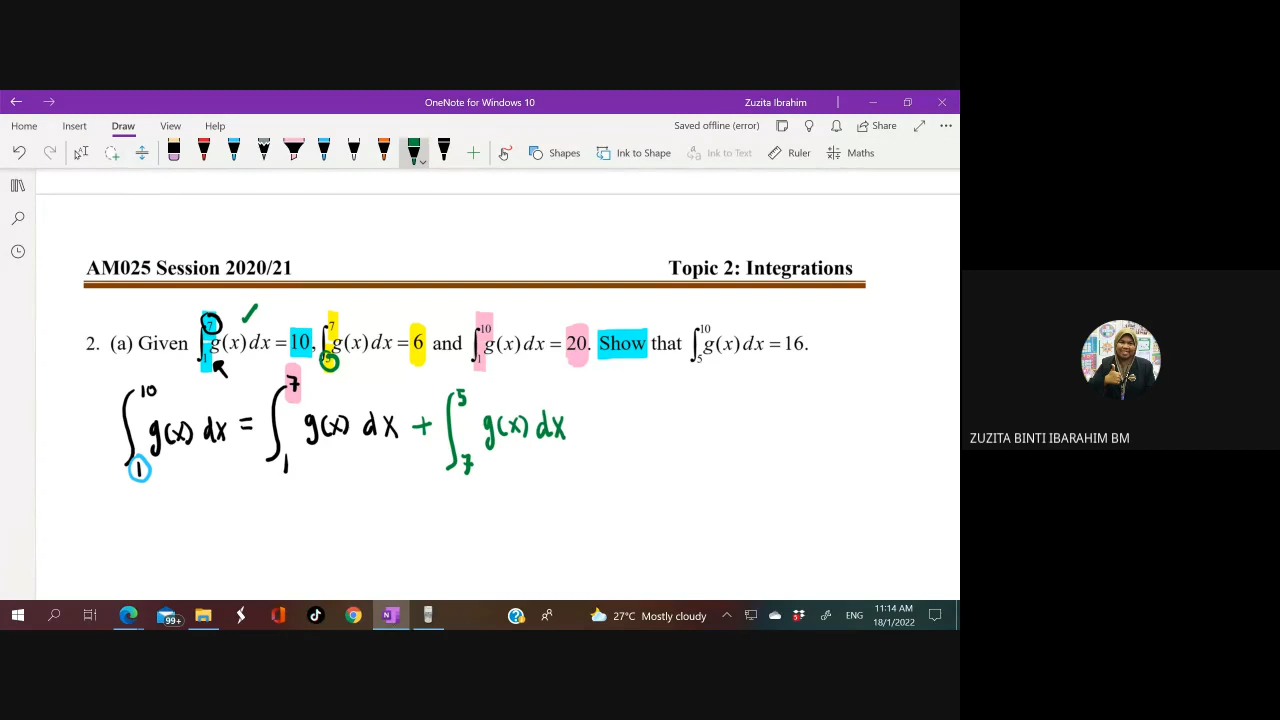 OneNote for Windows 10
Zuzita Ibrahim
Home Insert Draw View Help
Saved offline (error) Share
Shapes Ink to Shape Ink to Text Ruler Maths
AM025 Session 2020/21 Topic 2: Integrations
2. (a) Given ∫₁⁷ g(x) dx = 10, ∫₅⁷ g(x) dx = 6 and ∫₁¹⁰ g(x) dx = 20. Show that ∫₅¹⁰ g(x) dx = 16.
∫₁¹⁰ g(x) dx = ∫₁⁷ g(x) dx + ∫₇⁵ g(x) dx
ZUZITA BINTI IBARAHIM BM
99+ 27°C Mostly cloudy ENG 11:14 AM
18/1/2022